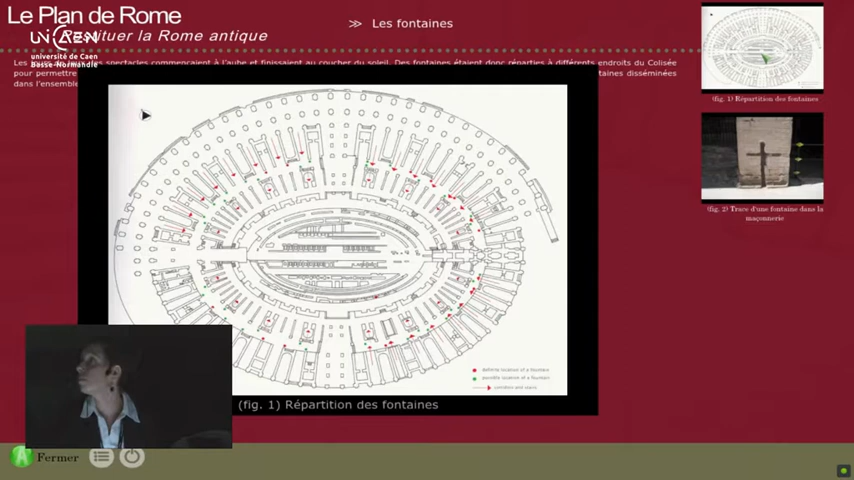 Le Plan de Rome
Restituer la Rome antique
UNICAEN
université de Caen
Basse-Normandie
≫ Les fontaines
spectacles commençaient à l'aube et finissaient au coucher du soleil. Des fontaines étaient donc réparties à différents endroits du Colisée
pour permettre
taines disséminées
dans l'ensemble
definite location of a fountain
possible location of a fountain
corridors and stairs
(fig. 1) Répartition des fontaines
(fig. 1) Répartition des fontaines
(fig. 2) Trace d'une fontaine dans la
maçonnerie
A Fermer